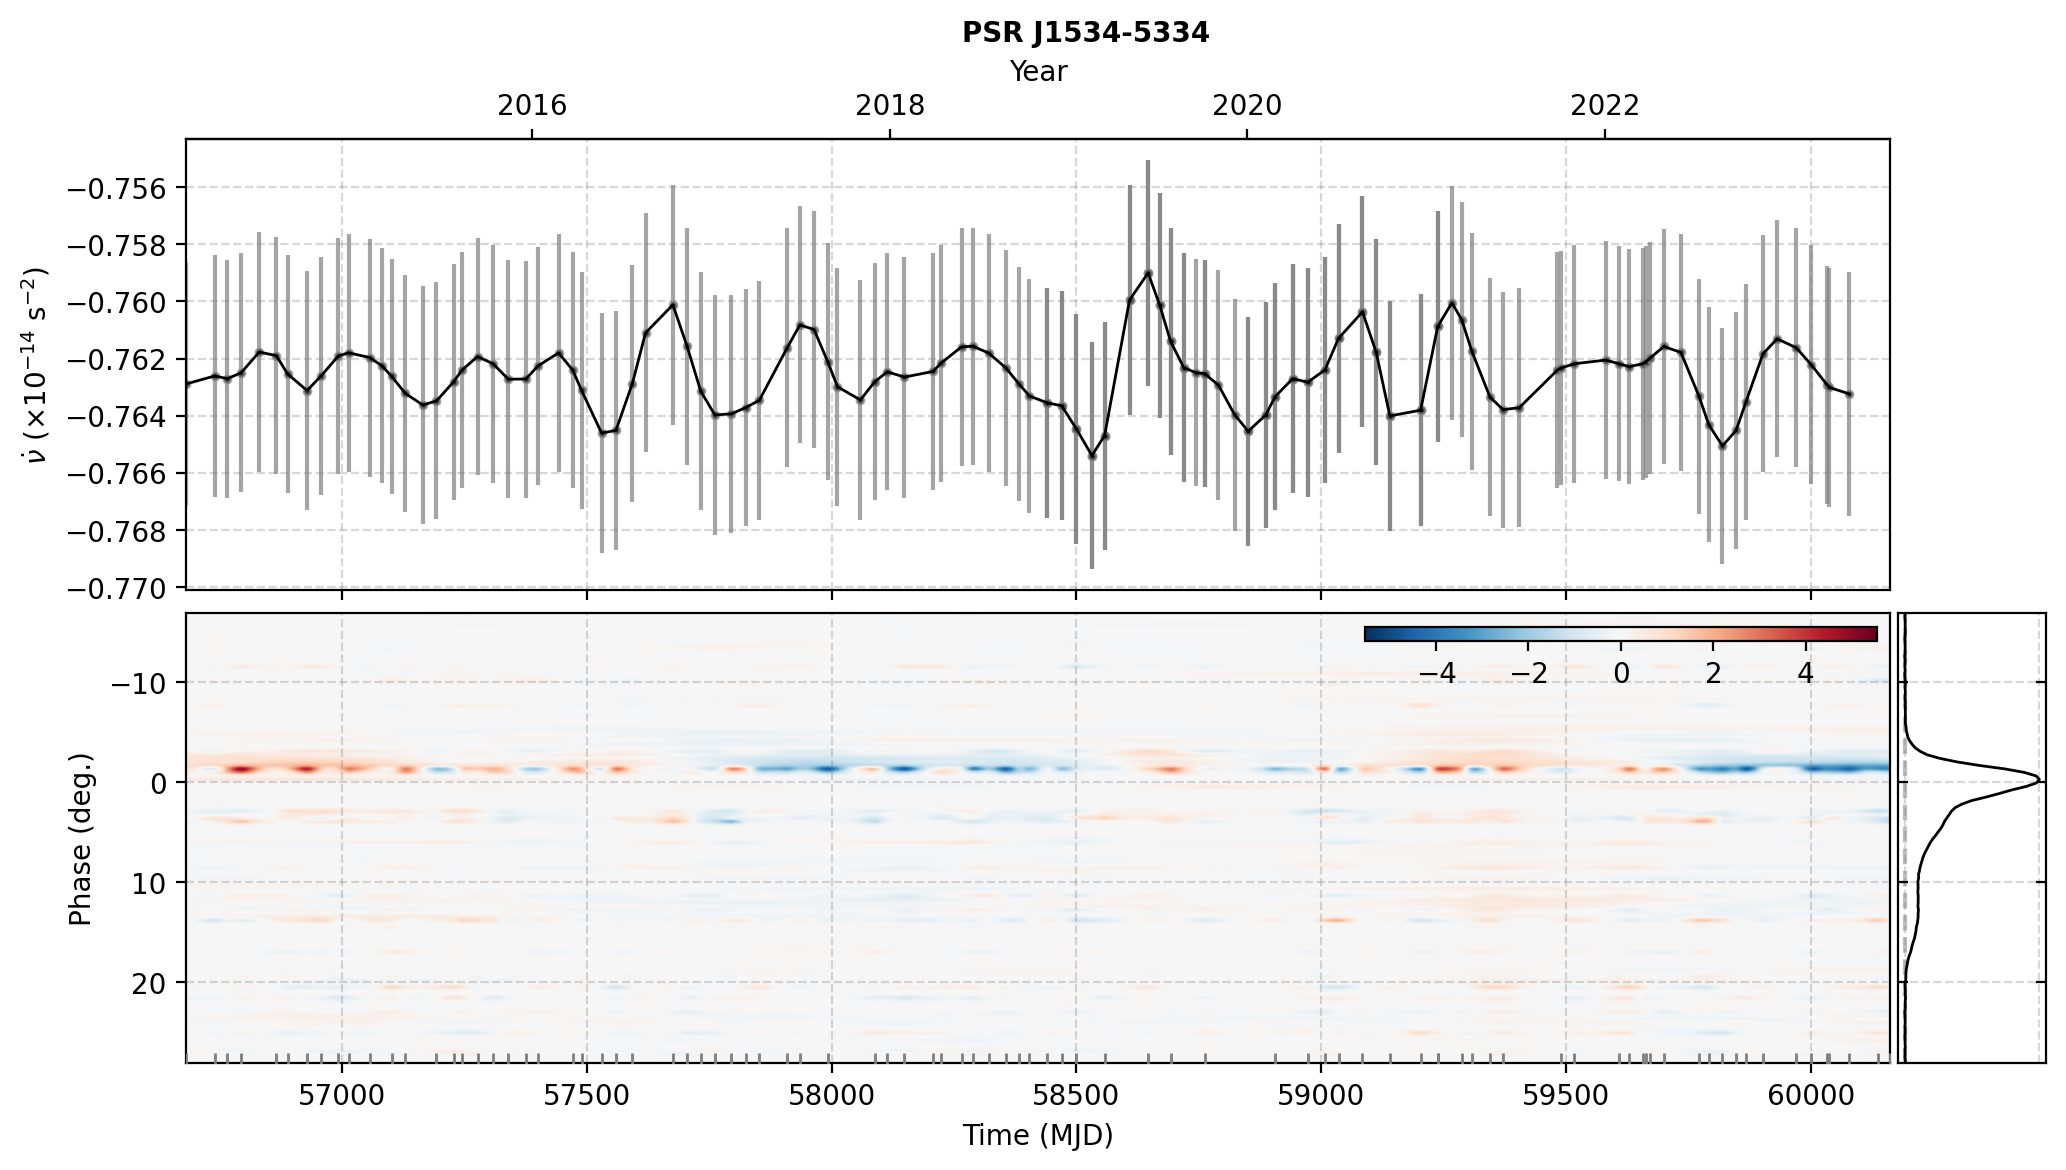 PSR J1534-5334
Year
2016 2018 2020 2022
−0.756
−0.758
−0.760
−0.762
−0.764
−0.766
−0.768
−0.770
ν̇ (×10⁻¹⁴ s⁻²)
−4 −2 0 2 4
−10
0
10
20
Phase (deg.)
57000 57500 58000 58500 59000 59500 60000
Time (MJD)